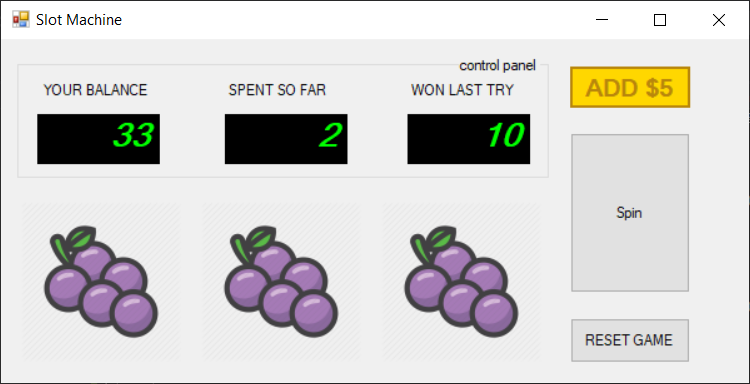 Slot Machine
control panel
YOUR BALANCE
SPENT SO FAR
WON LAST TRY
33
2
10
ADD $5
Spin
RESET GAME